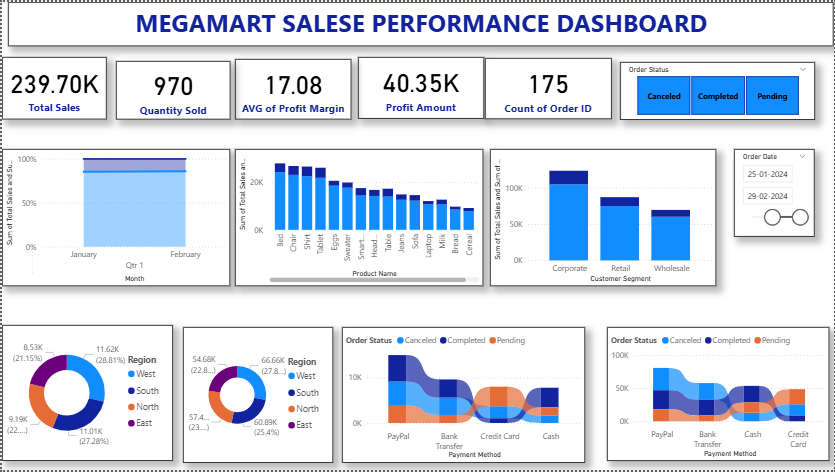 MEGAMART SALESE PERFORMANCE DASHBOARD
239.70K
Total Sales
970
Quantity Sold
17.08
AVG of Profit Margin
40.35K
Profit Amount
175
Count of Order ID
Order Status
Canceled
Completed
Pending
Sum of Total Sales and Su...
100%
50%
0%
January
February
Qtr 1
Month
Sum of Total Sales an...
20K
0K
Bed
Chair
Shirt
Tablet
Eggs
Sweater
Smart...
Head...
Table
Jeans
Sofa
Laptop
Milk
Bread
Cereal
Product Name
Sum of Total Sales and Sum of ...
100K
50K
0K
Corporate
Retail
Wholesale
Customer Segment
Order Date
25-01-2024
29-02-2024
8.53K
(21.15%)
11.62K
(28.81%)
9.19K
(22....)
11.01K
(27.28%)
Region
West
South
North
East
54.68K
(22.8...)
66.66K
(27.8...)
57.4...
(23....)
60.89K
(25.4%)
Region
West
South
North
East
Order Status
Canceled
Completed
Pending
10K
0K
PayPal
Bank
Transfer
Credit Card
Cash
Payment Method
Order Status
Canceled
Completed
Pending
100K
50K
0K
PayPal
Bank
Transfer
Cash
Credit
Card
Payment Method